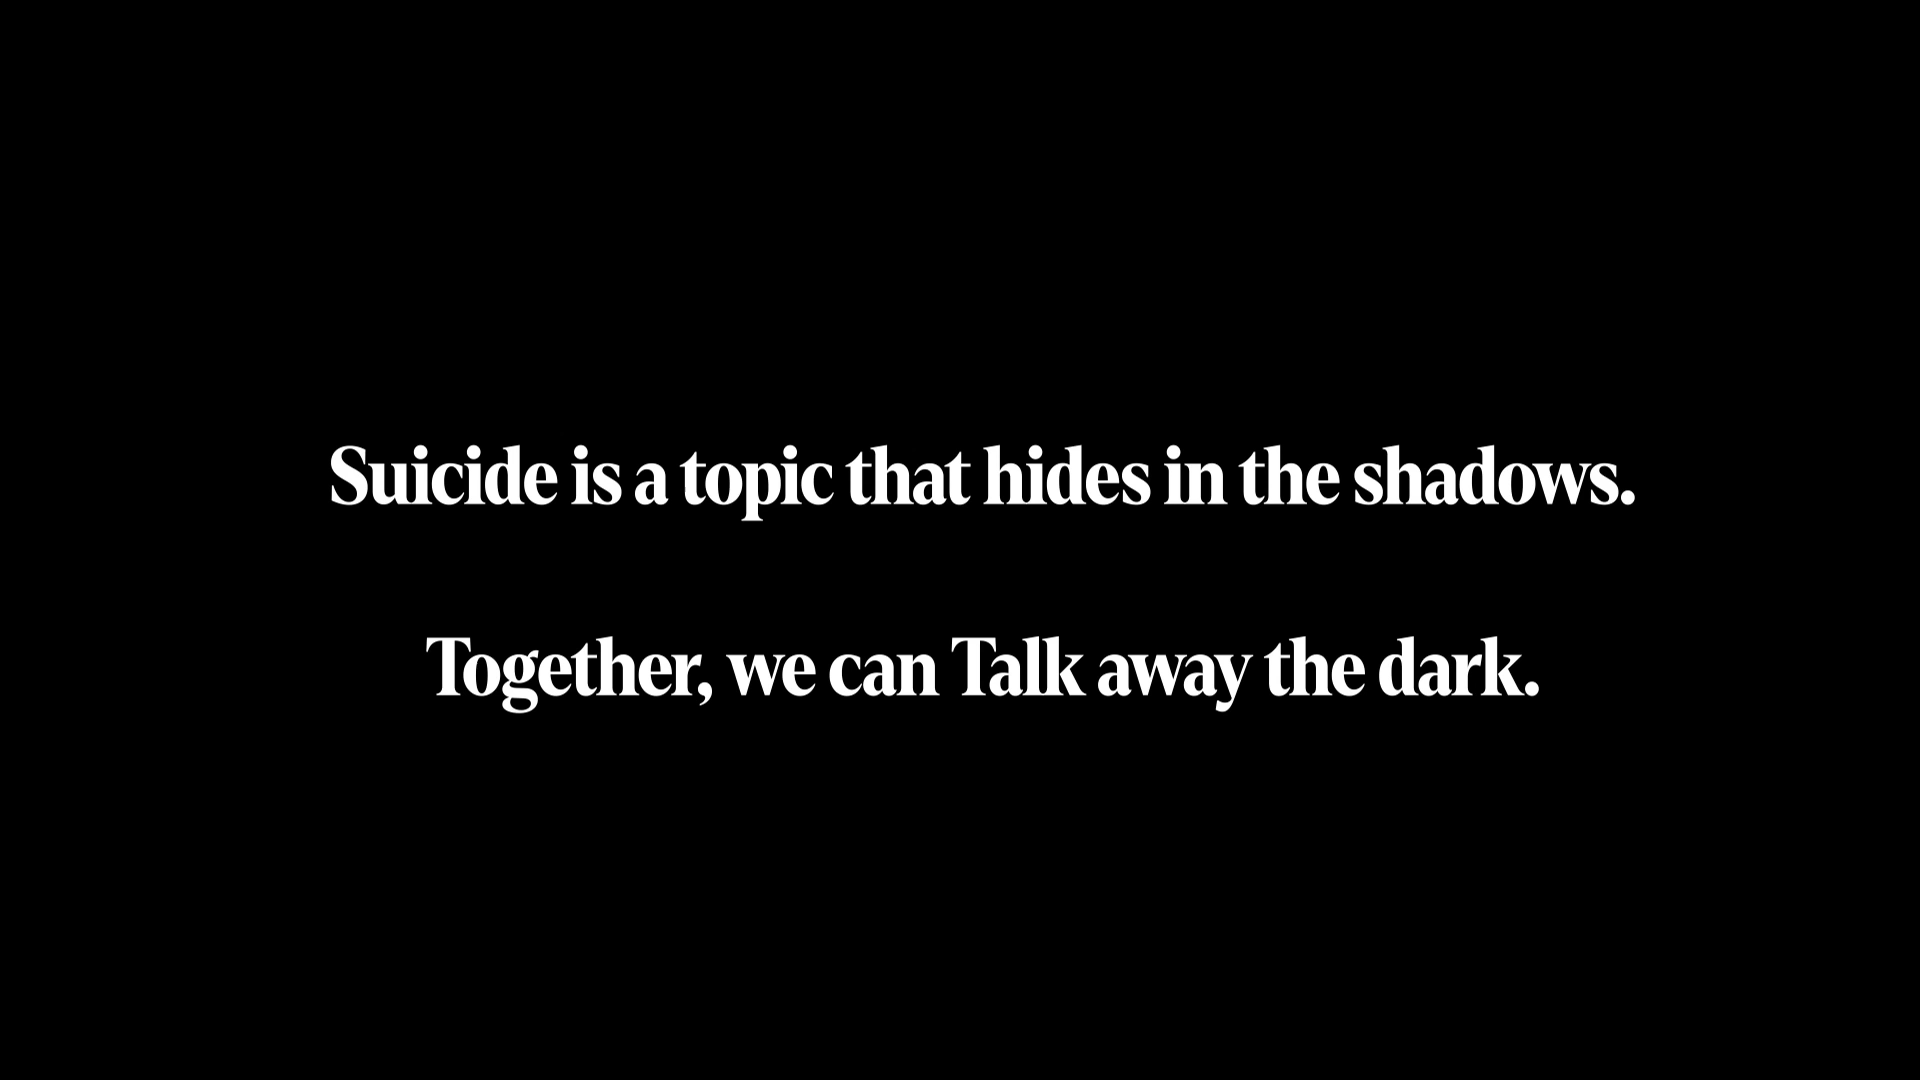 Suicide is a topic that hides in the shadows.
Together, we can Talk away the dark.